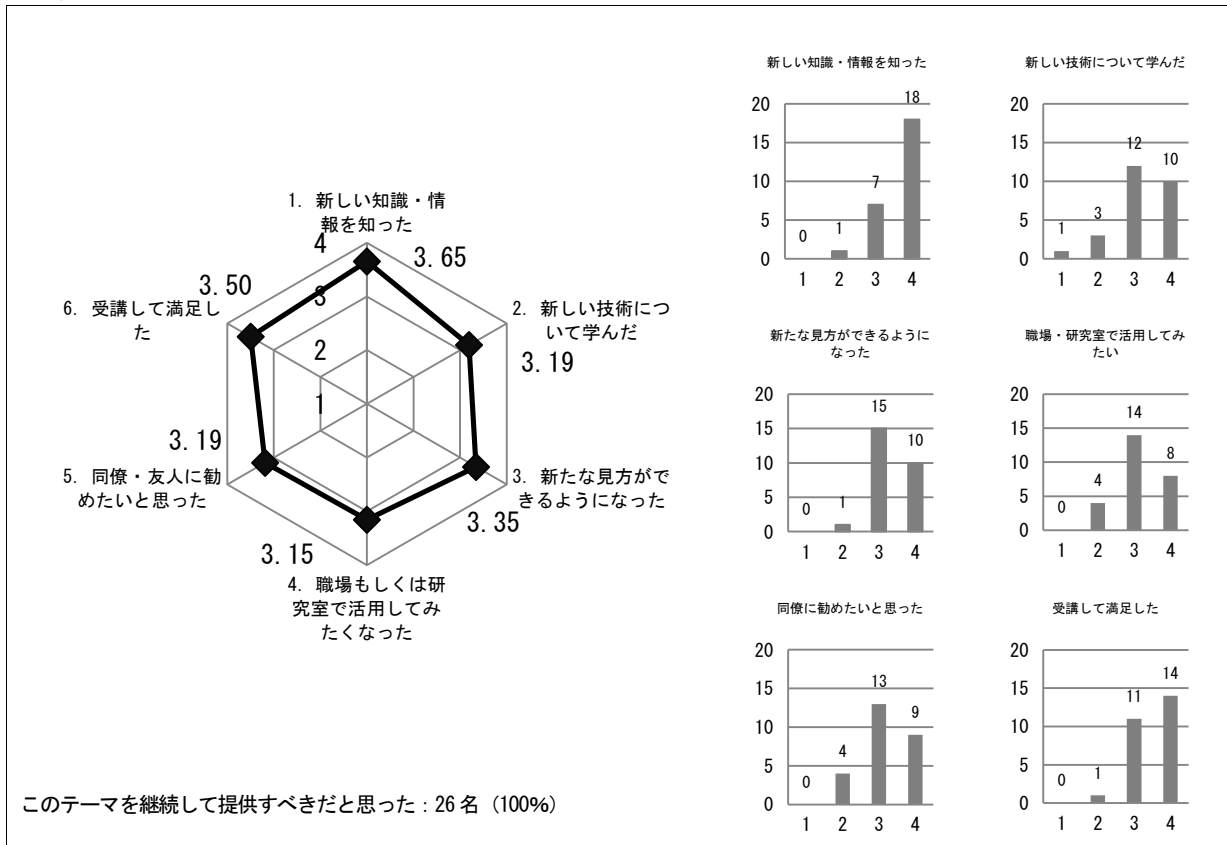 1. 新しい知識・情
報を知った
3.65
2. 新しい技術につ
いて学んだ
3.19
3. 新たな見方がで
きるようになった
3.35
4. 職場もしくは研
究室で活用してみ
たくなった
3.15
5. 同僚・友人に勧
めたいと思った
3.19
6. 受講して満足し
た
3.50
4
3
2
1
このテーマを継続して提供すべきだと思った：26 名（100%）
新しい知識・情報を知った
20
15
10
5
0
0
1
7
18
1 2 3 4
新しい技術について学んだ
20
15
10
5
0
1
3
12
10
1 2 3 4
新たな見方ができるように
なった
20
15
10
5
0
0
1
15
10
1 2 3 4
職場・研究室で活用してみ
たい
20
15
10
5
0
0
4
14
8
1 2 3 4
同僚に勧めたいと思った
20
15
10
5
0
0
4
13
9
1 2 3 4
受講して満足した
20
15
10
5
0
0
1
11
14
1 2 3 4